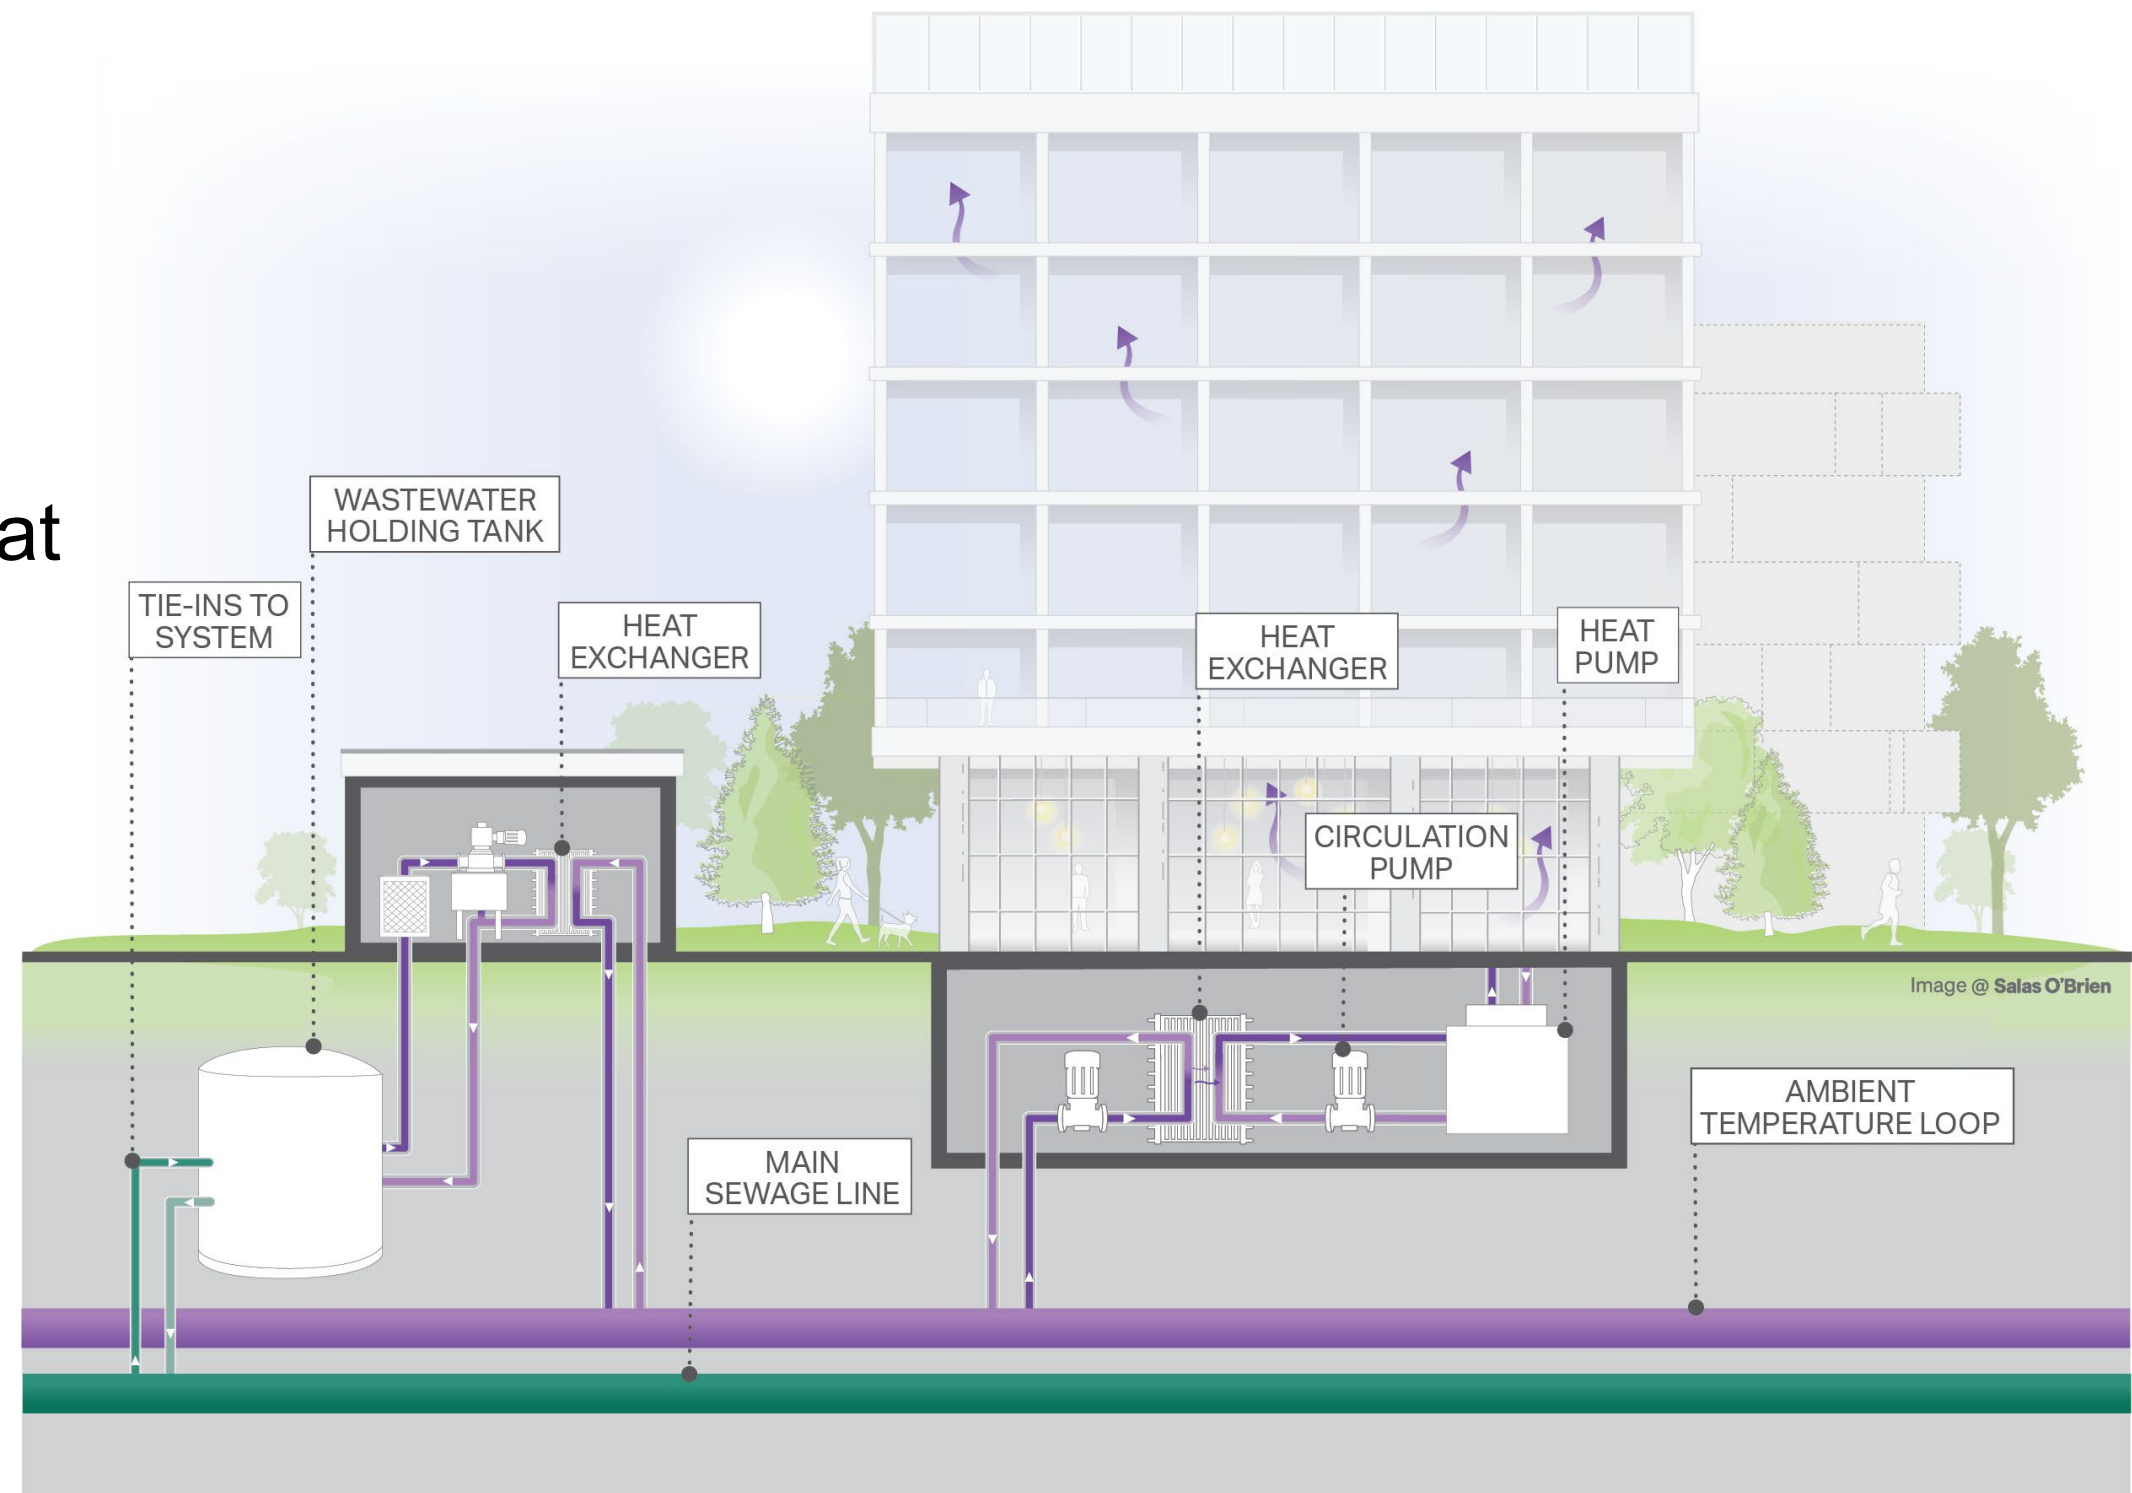 WASTEWATER
HOLDING TANK
at
TIE-INS TO
SYSTEM
HEAT
EXCHANGER
HEAT
EXCHANGER
HEAT
PUMP
CIRCULATION
PUMP
Image @ Salas O'Brien
AMBIENT
TEMPERATURE LOOP
MAIN
SEWAGE LINE